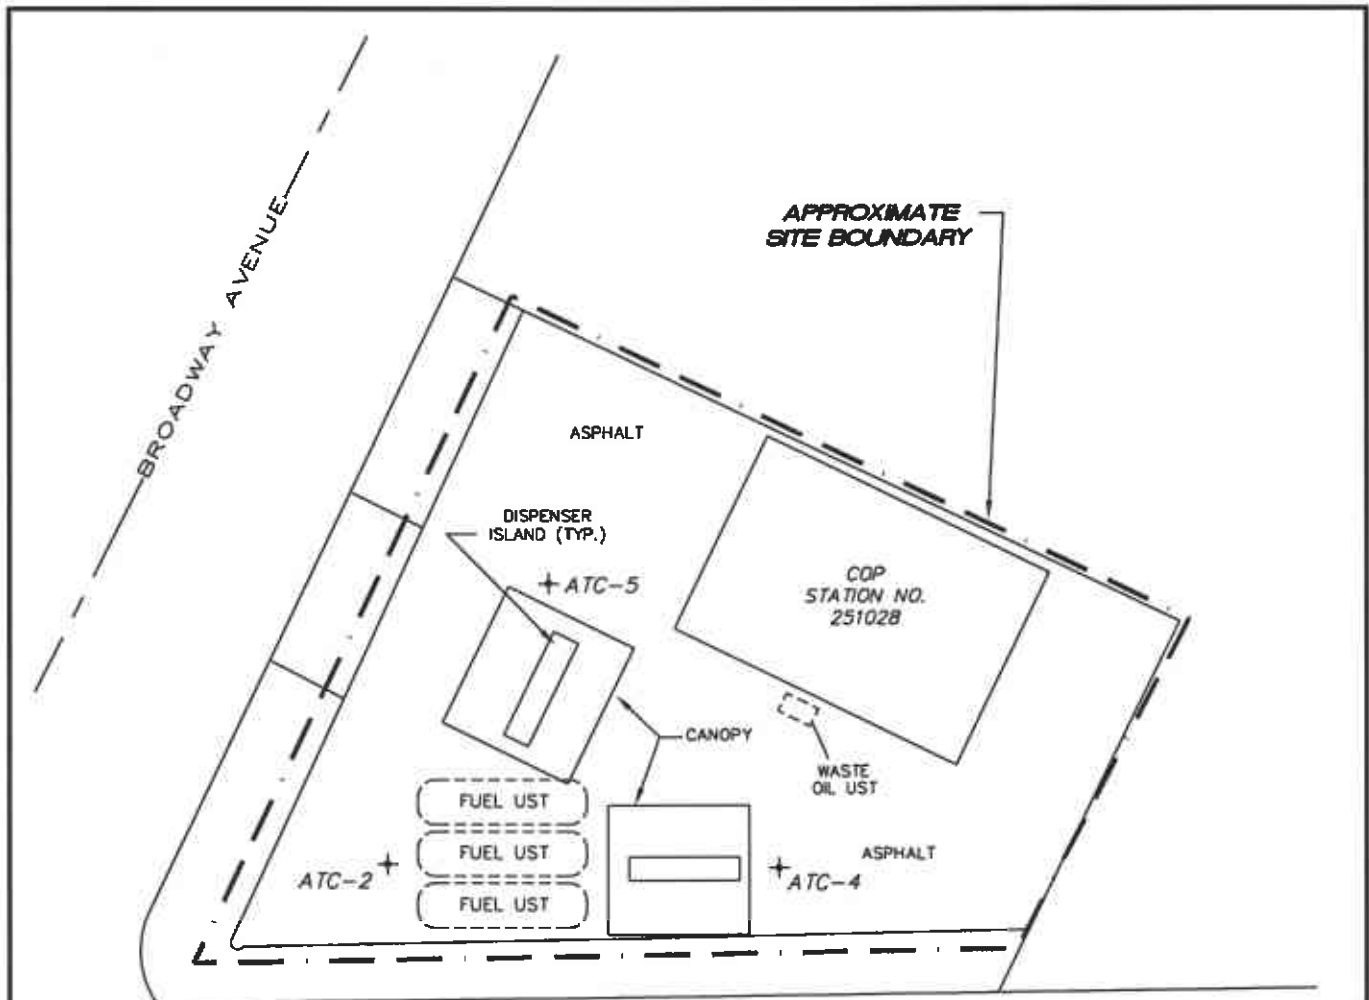 APPROXIMATE
SITE BOUNDARY
BROADWAY AVENUE
ASPHALT
DISPENSER
ISLAND (TYP.)
ATC-5
COP
STATION NO.
251028
CANOPY
WASTE
OIL UST
FUEL UST
FUEL UST
FUEL UST
ATC-2
ASPHALT
ATC-4